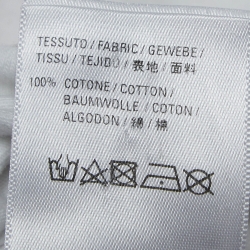 TESSUTO / FABRIC / GEWEBE /
TISSU / TEJIDO / 表地 / 面料
100% COTONE / COTTON /
BAUMWOLLE / COTON /
ALGODON / 綿 / 棉